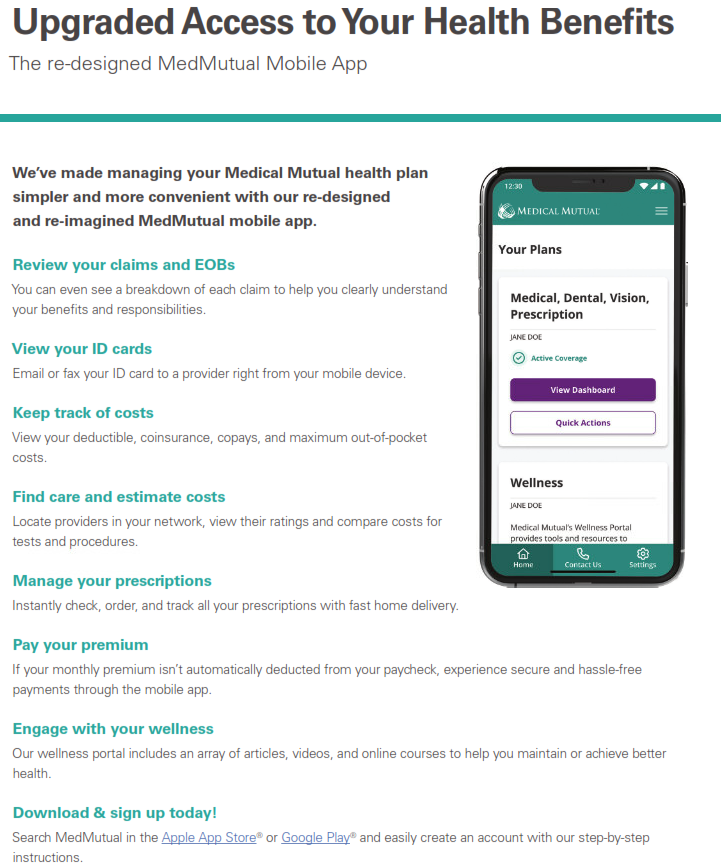 Upgraded Access to Your Health Benefits
The re-designed MedMutual Mobile App
We've made managing your Medical Mutual health plan
simpler and more convenient with our re-designed
and re-imagined MedMutual mobile app.
Review your claims and EOBs
You can even see a breakdown of each claim to help you clearly understand
your benefits and responsibilities.
View your ID cards
Email or fax your ID card to a provider right from your mobile device.
Keep track of costs
View your deductible, coinsurance, copays, and maximum out-of-pocket
costs.
Find care and estimate costs
Locate providers in your network, view their ratings and compare costs for
tests and procedures.
Manage your prescriptions
Instantly check, order, and track all your prescriptions with fast home delivery.
Pay your premium
If your monthly premium isn't automatically deducted from your paycheck, experience secure and hassle-free
payments through the mobile app.
Engage with your wellness
Our wellness portal includes an array of articles, videos, and online courses to help you maintain or achieve better
health.
Download & sign up today!
Search MedMutual in the Apple App Store® or Google Play® and easily create an account with our step-by-step
instructions.
12:30
MEDICAL MUTUAL
Your Plans
Medical, Dental, Vision,
Prescription
JANE DOE
Active Coverage
View Dashboard
Quick Actions
Wellness
JANE DOE
Medical Mutual's Wellness Portal
provides tools and resources to
Home Contact Us Settings